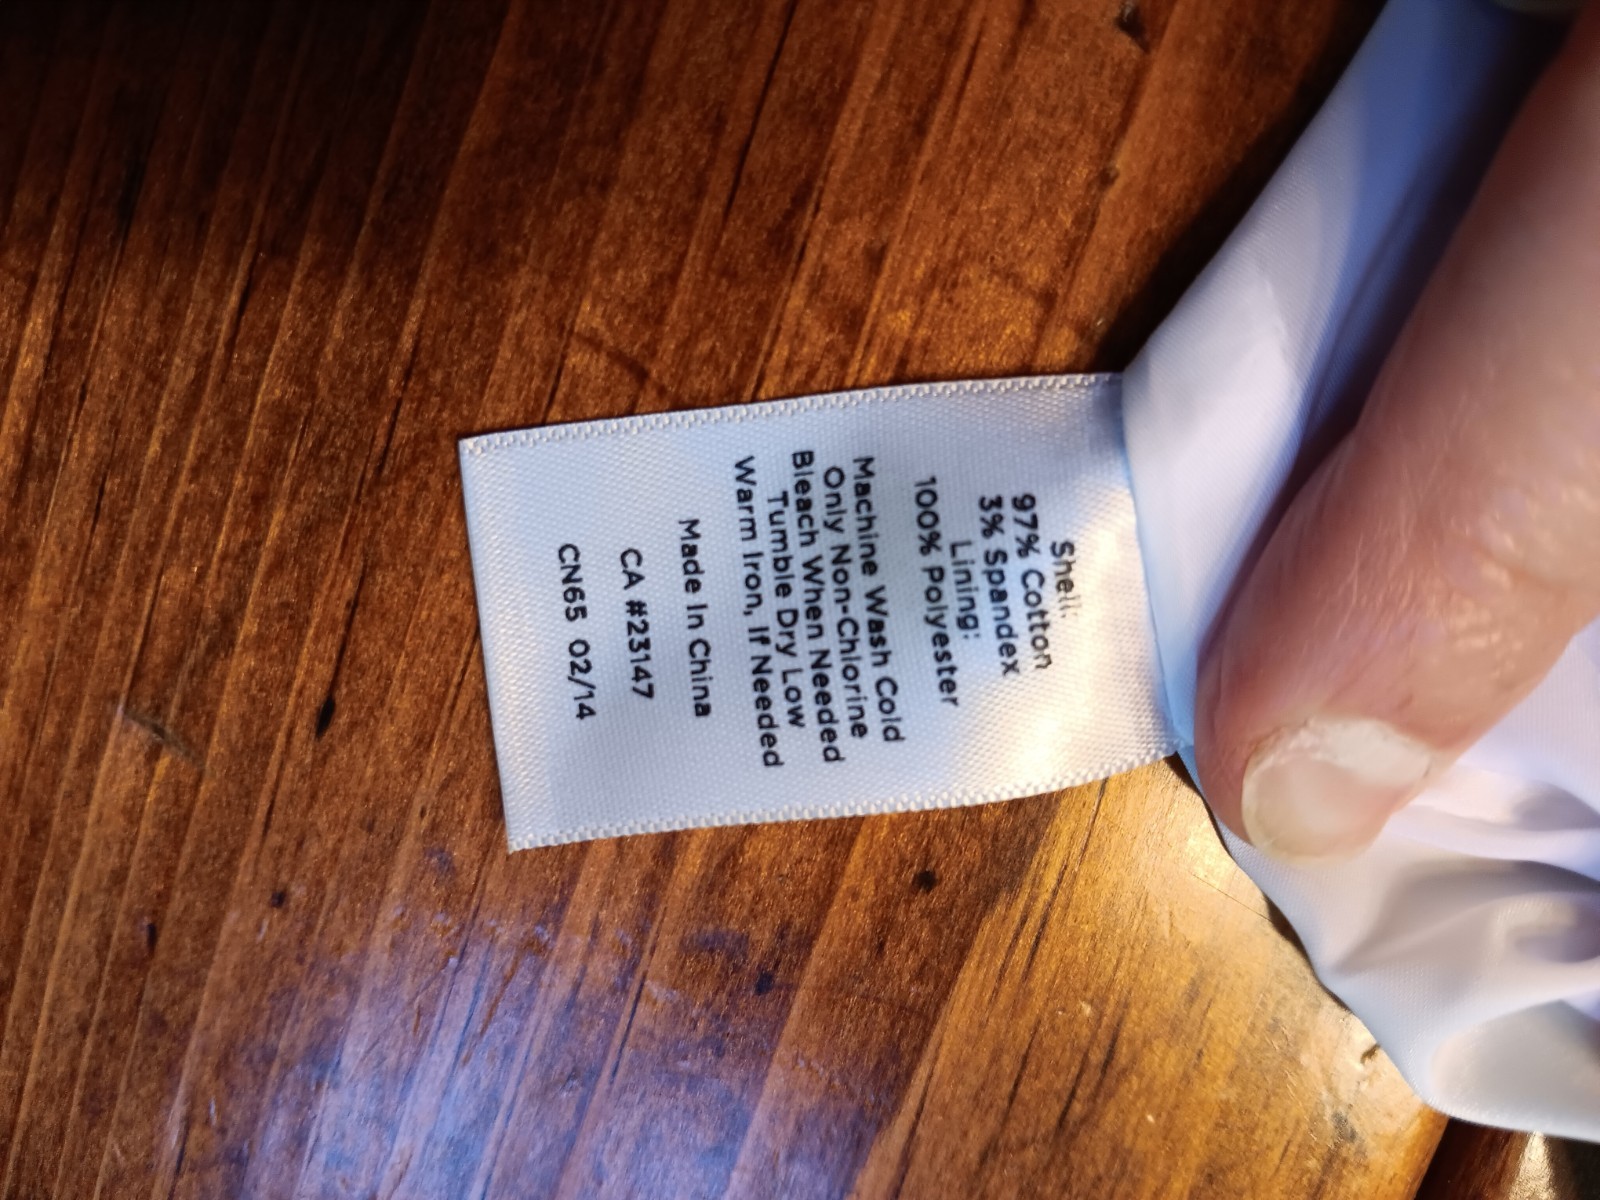 Shell:
97% Cotton
3% Spandex
Lining:
100% Polyester
Machine Wash Cold
Only Non-Chlorine
Bleach When Needed
Tumble Dry Low
Warm Iron, If Needed
Made In China
CA #23147
CN65 02/14